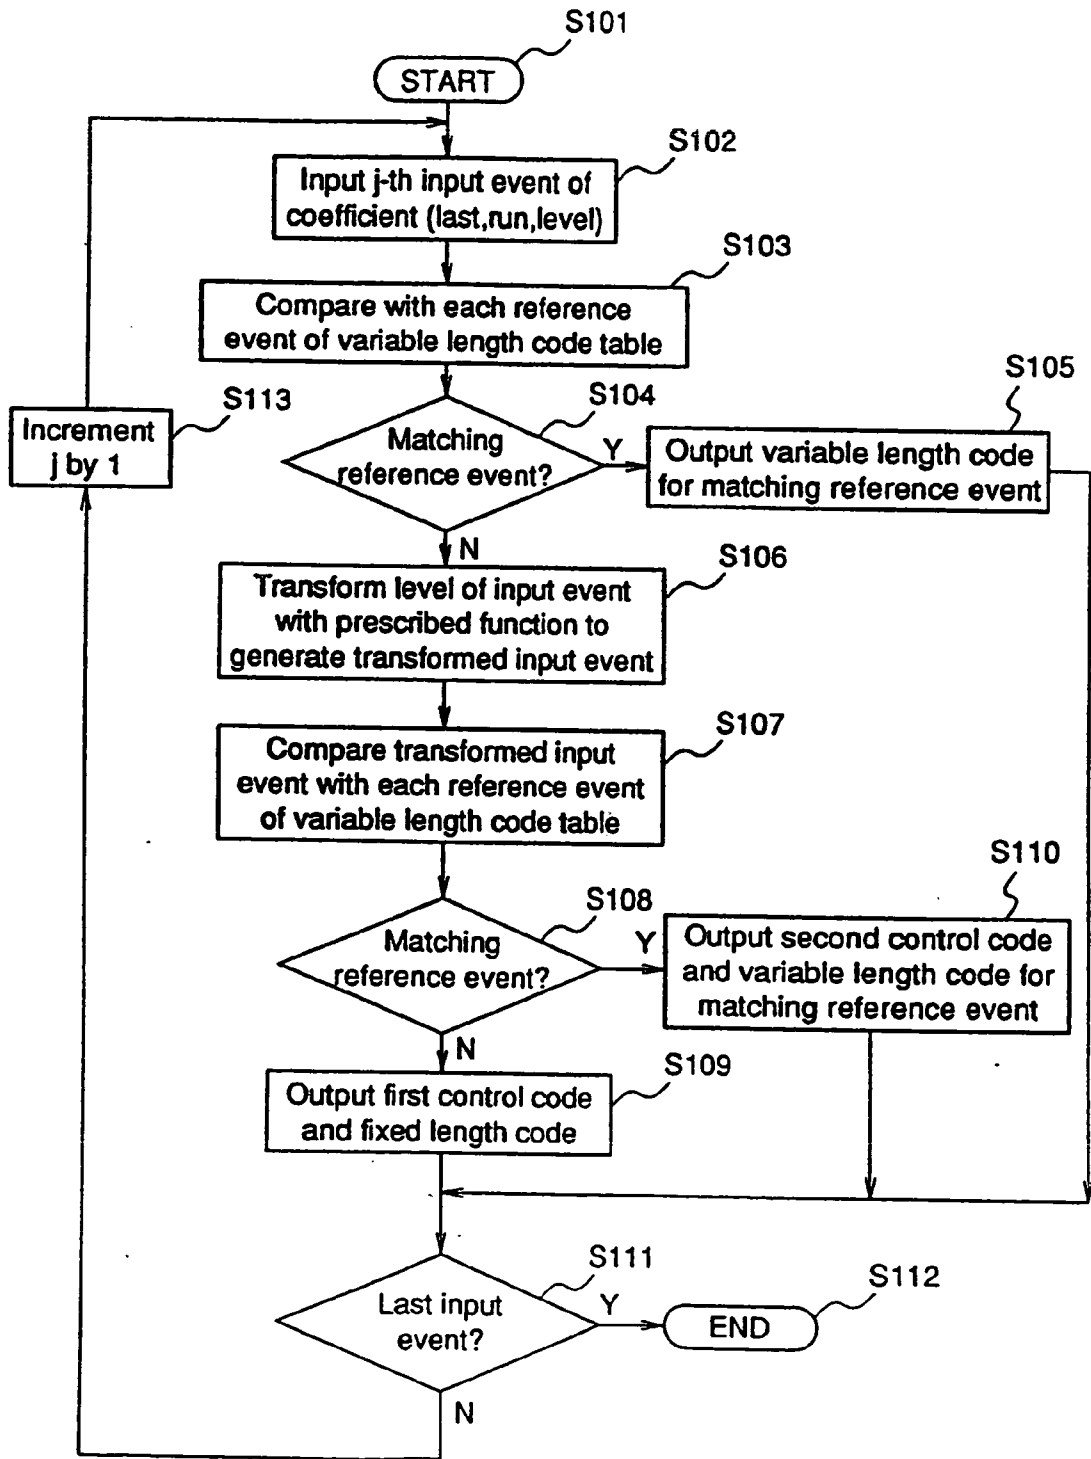 S101
START
S102
Input j-th input event of
coefficient (last,run,level)
S103
Compare with each reference
event of variable length code table
S104
Matching
reference event?
Y
S105
Output variable length code
for matching reference event
S113
Increment
j by 1
N
S106
Transform level of input event
with prescribed function to
generate transformed input event
S107
Compare transformed input
event with each reference event
of variable length code table
S108
Matching
reference event?
Y
S110
Output second control code
and variable length code for
matching reference event
N
S109
Output first control code
and fixed length code
S111
Last input
event?
Y
S112
END
N